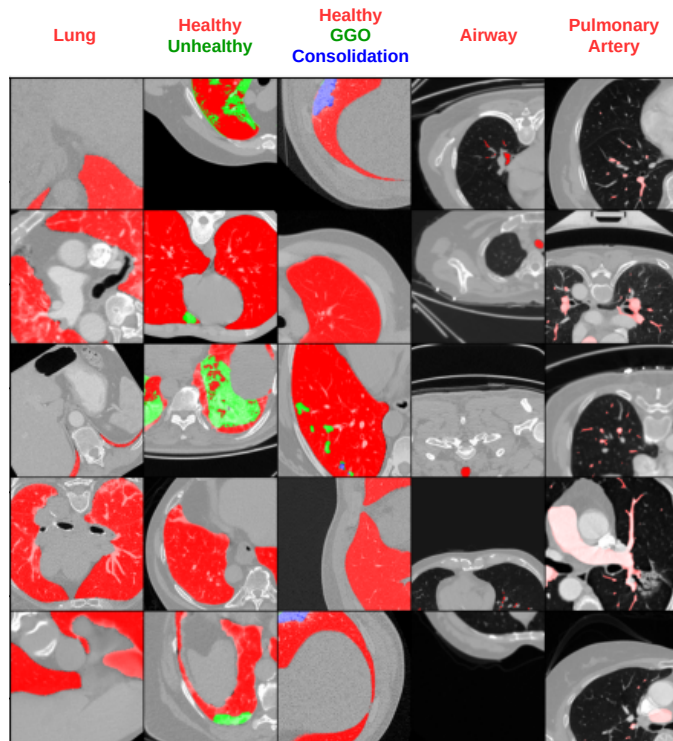 Lung
Healthy
Unhealthy
Healthy
GGO
Consolidation
Airway
Pulmonary
Artery